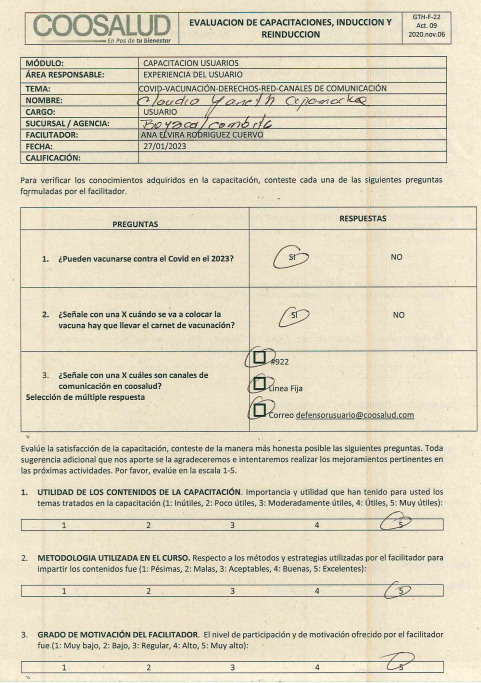 COOSALUD
En Pos de tu bienestar
EVALUACION DE CAPACITACIONES, INDUCCION Y
REINDUCCION
GTH-F-22
Act. 09
2020.nov.06
MÓDULO: CAPACITACION USUARIOS
ÁREA RESPONSABLE: EXPERIENCIA DEL USUARIO
TEMA: COVID-VACUNACIÓN-DERECHOS-RED-CANALES DE COMUNICACIÓN
NOMBRE: Claudia Yaneth
CARGO: USUARIO
SUCURSAL / AGENCIA: Boyaca/combita
FACILITADOR: ANA ELVIRA RODRIGUEZ CUERVO
FECHA: 27/01/2023
CALIFICACIÓN:
Para verificar los conocimientos adquiridos en la capacitación, conteste cada una de las siguientes preguntas
formuladas por el facilitador.
PREGUNTAS RESPUESTAS
1. ¿Pueden vacunarse contra el Covid en el 2023? SI NO
2. ¿Señale con una X cuándo se va a colocar la
vacuna hay que llevar el carnet de vacunación? SI NO
3. ¿Señale con una X cuáles son canales de
comunicación en coosalud?
Selección de múltiple respuesta
#922
Linea Fija
Correo defensorusuario@coosalud.com
Evalúe la satisfacción de la capacitación, conteste de la manera más honesta posible las siguientes preguntas. Toda
sugerencia adicional que nos aporte se la agradeceremos e intentaremos realizar los mejoramientos pertinentes en
las próximas actividades. Por favor, evalúe en la escala 1-5.
1. UTILIDAD DE LOS CONTENIDOS DE LA CAPACITACIÓN. Importancia y utilidad que han tenido para usted los
temas tratados en la capacitación.(1: Inútiles, 2: Poco útiles, 3: Moderadamente útiles, 4: Útiles, 5: Muy útiles):
1 2 3 4 5
2. METODOLOGIA UTILIZADA EN EL CURSO. Respecto a los métodos y estrategias utilizadas por el facilitador para
impartir los contenidos fue (1: Pésimas, 2: Malas, 3: Aceptables, 4: Buenas, 5: Excelentes):
1 2 3 4 5
3. GRADO DE MOTIVACIÓN DEL FACILITADOR. El nivel de participación y de motivación ofrecido por el facilitador
fue (1: Muy bajo, 2: Bajo, 3: Regular, 4: Alto, 5: Muy alto):
1 2 3 4 5